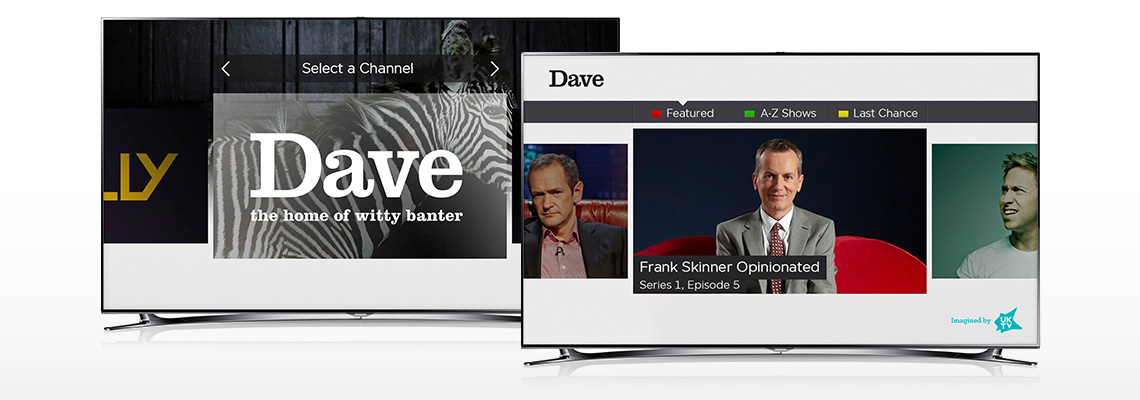 Select a Channel
LLY
Dave
the home of witty banter
Dave
Featured
A-Z Shows
Last Chance
Frank Skinner Opinionated
Series 1, Episode 5
Imagined by
UK
TV